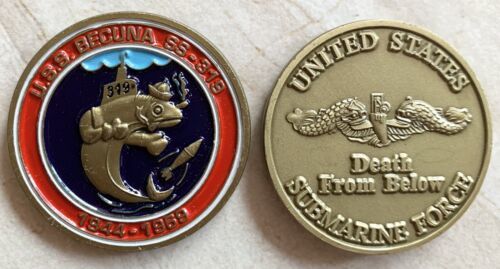 U.S.S. BECUNA SS-319
319
1944-1969
UNITED STATES
Death
From Below
SUBMARINE FORCE